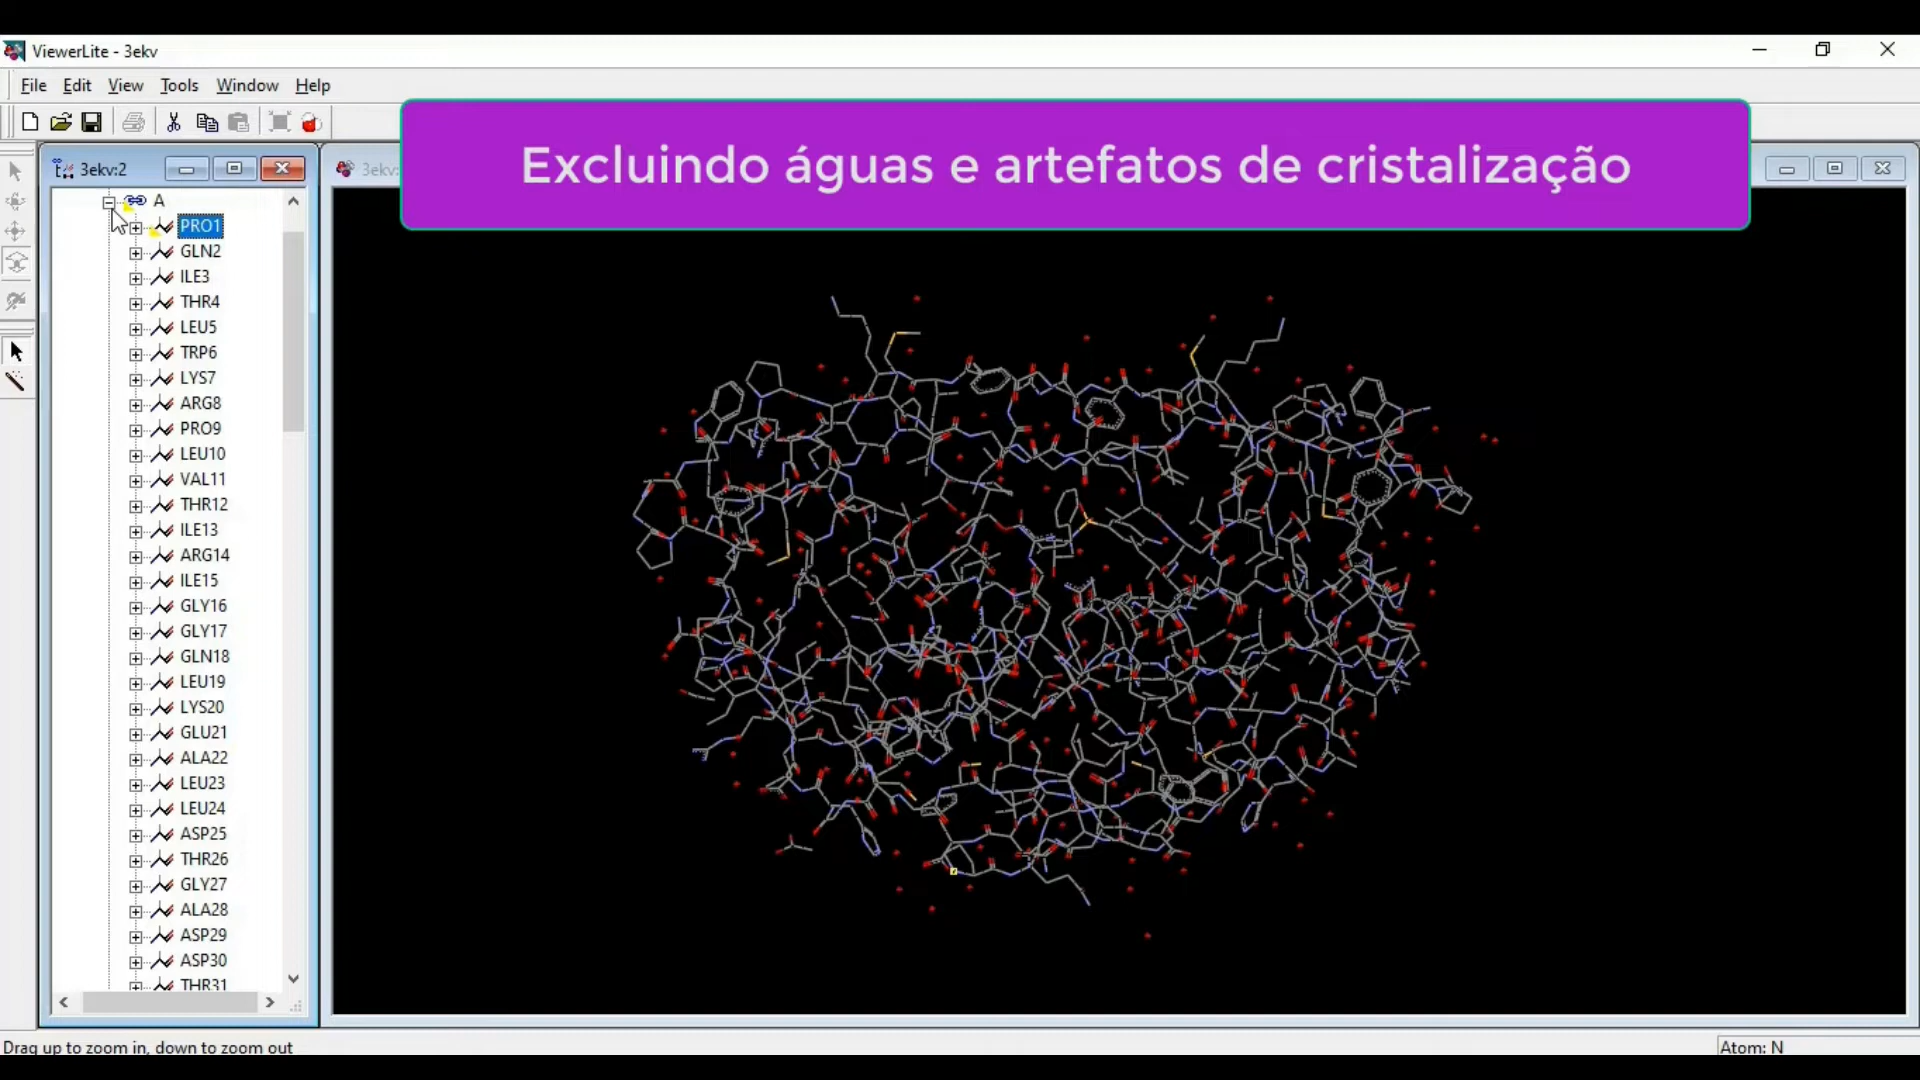 ViewerLite - 3ekv
File Edit View Tools Window Help
Excluindo águas e artefatos de cristalização
3ekv:2
3ekv:
A
PRO1
GLN2
ILE3
THR4
LEU5
TRP6
LYS7
ARG8
PRO9
LEU10
VAL11
THR12
ILE13
ARG14
ILE15
GLY16
GLY17
GLN18
LEU19
LYS20
GLU21
ALA22
LEU23
LEU24
ASP25
THR26
GLY27
ALA28
ASP29
ASP30
THR31
Drag up to zoom in, down to zoom out
Atom: N